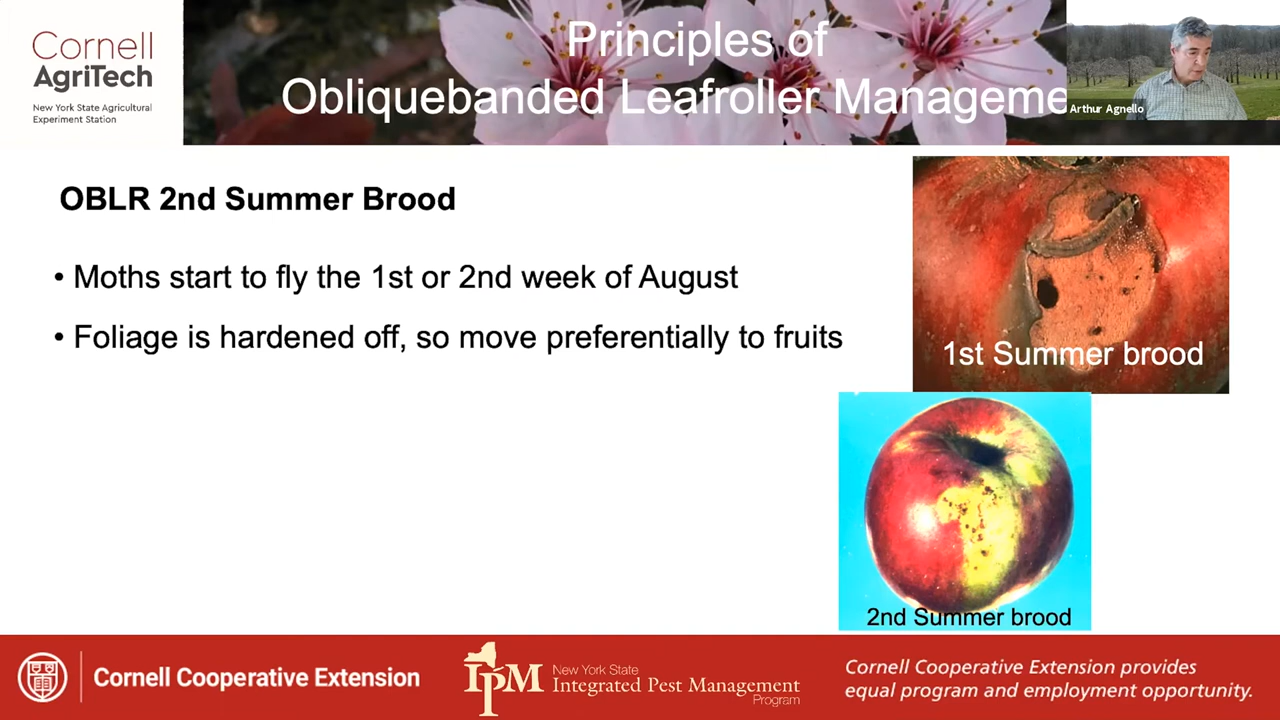 Cornell
AgriTech
New York State Agricultural
Experiment Station
Principles of
Obliquebanded Leafroller Manageme
Arthur Agnello
OBLR 2nd Summer Brood
• Moths start to fly the 1st or 2nd week of August
• Foliage is hardened off, so move preferentially to fruits
1st Summer brood
2nd Summer brood
Cornell Cooperative Extension
IPM
New York State
Integrated Pest Management
Program
Cornell Cooperative Extension provides
equal program and employment opportunity.